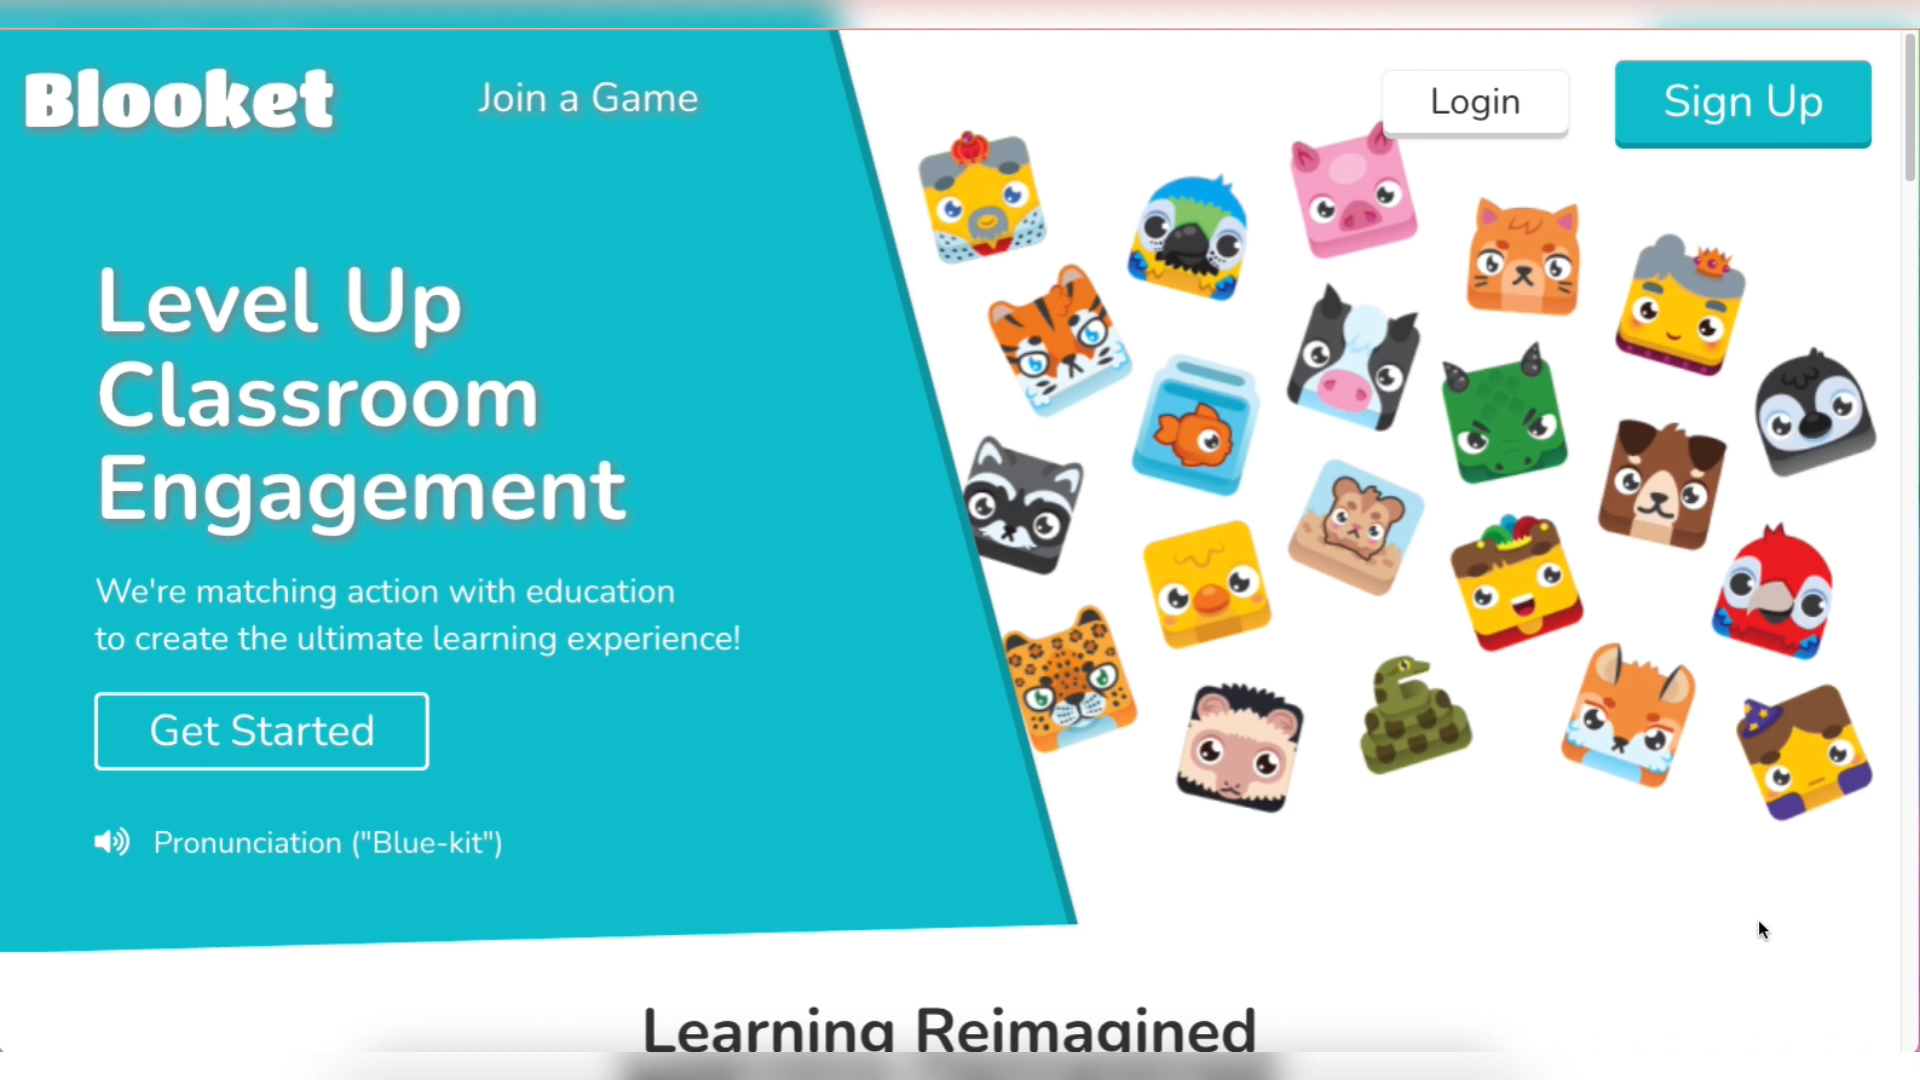 Blooket
Join a Game
Login
Sign Up
Level Up
Classroom
Engagement
We're matching action with education
to create the ultimate learning experience!
Get Started
Pronunciation ("Blue-kit")
Learning Reimagined